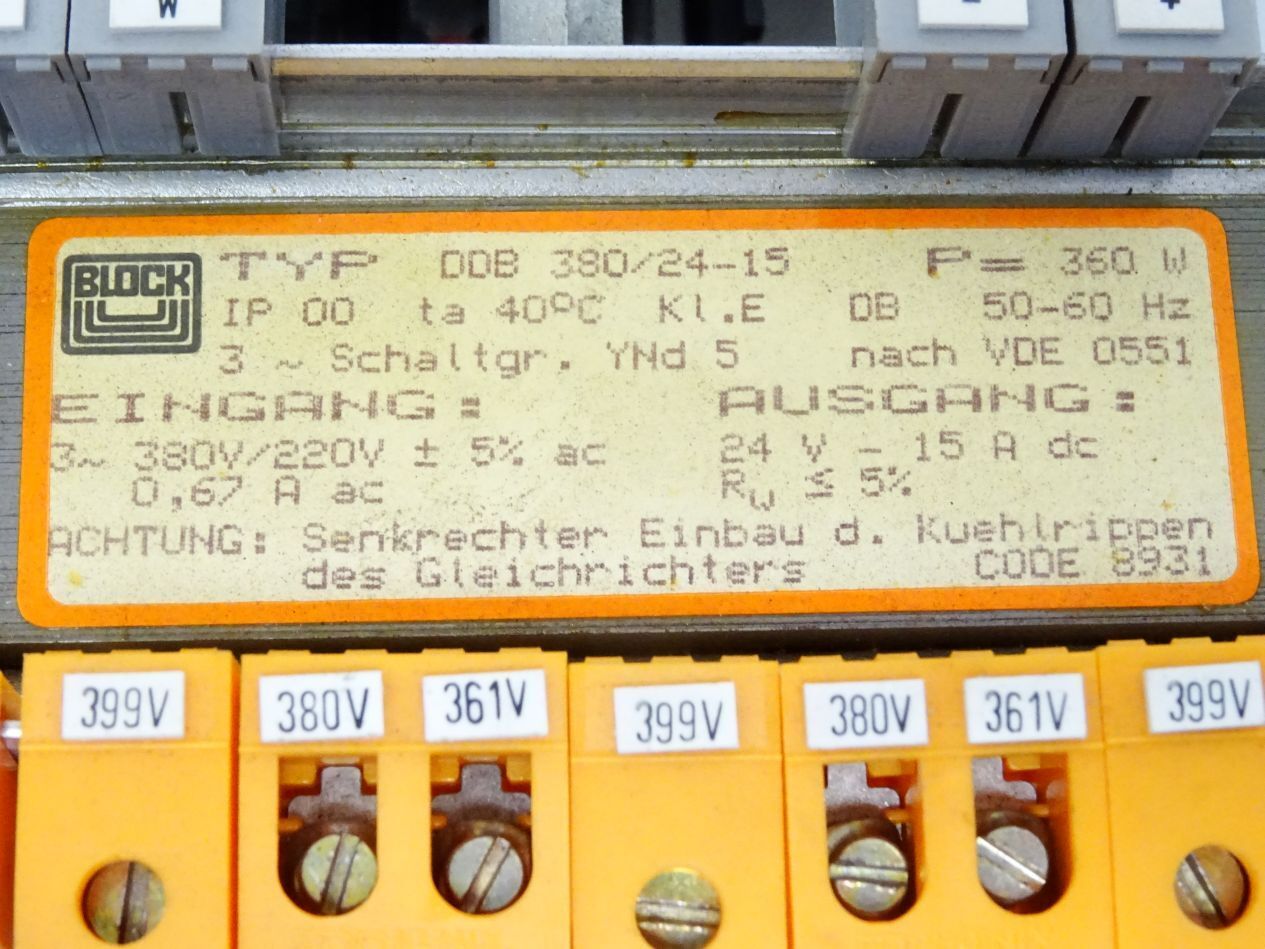 W - +
BLOCK
TYP DDB 380/24-15 P= 360 W
IP 00 ta 40ºC Kl.E DB 50-60 Hz
3 ~ Schaltgr. YNd 5 nach VDE 0551
EINGANG: AUSGANG:
3~ 380V/220V ± 5% ac 24 V - 15 A dc
0,67 A ac Rw ≤ 5%
ACHTUNG: Senkrechter Einbau d. Kuehlrippen
des Gleichrichters CODE 8931
399V 380V 361V 399V 380V 361V 399V